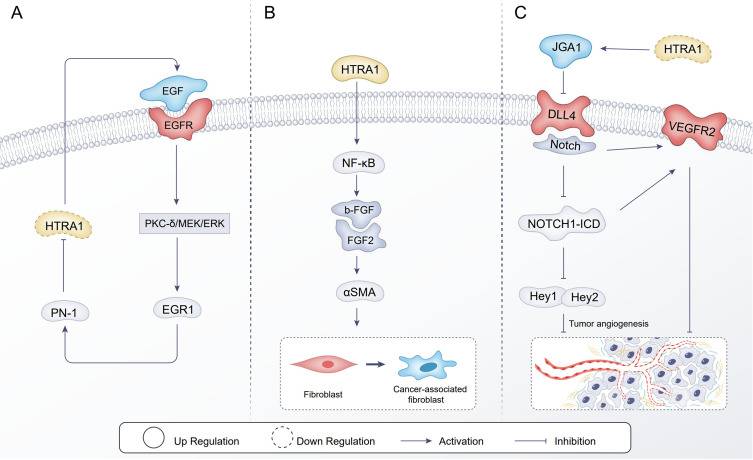 A
EGF
EGFR
HTRA1
PKC-δ/MEK/ERK
PN-1
EGR1
B
HTRA1
NF-κB
b-FGF
FGF2
αSMA
Fibroblast
Cancer-associated
fibroblast
C
JGA1
HTRA1
DLL4
VEGFR2
Notch
NOTCH1-ICD
Hey1
Hey2
Tumor angiogenesis
Up Regulation
Down Regulation
Activation
Inhibition